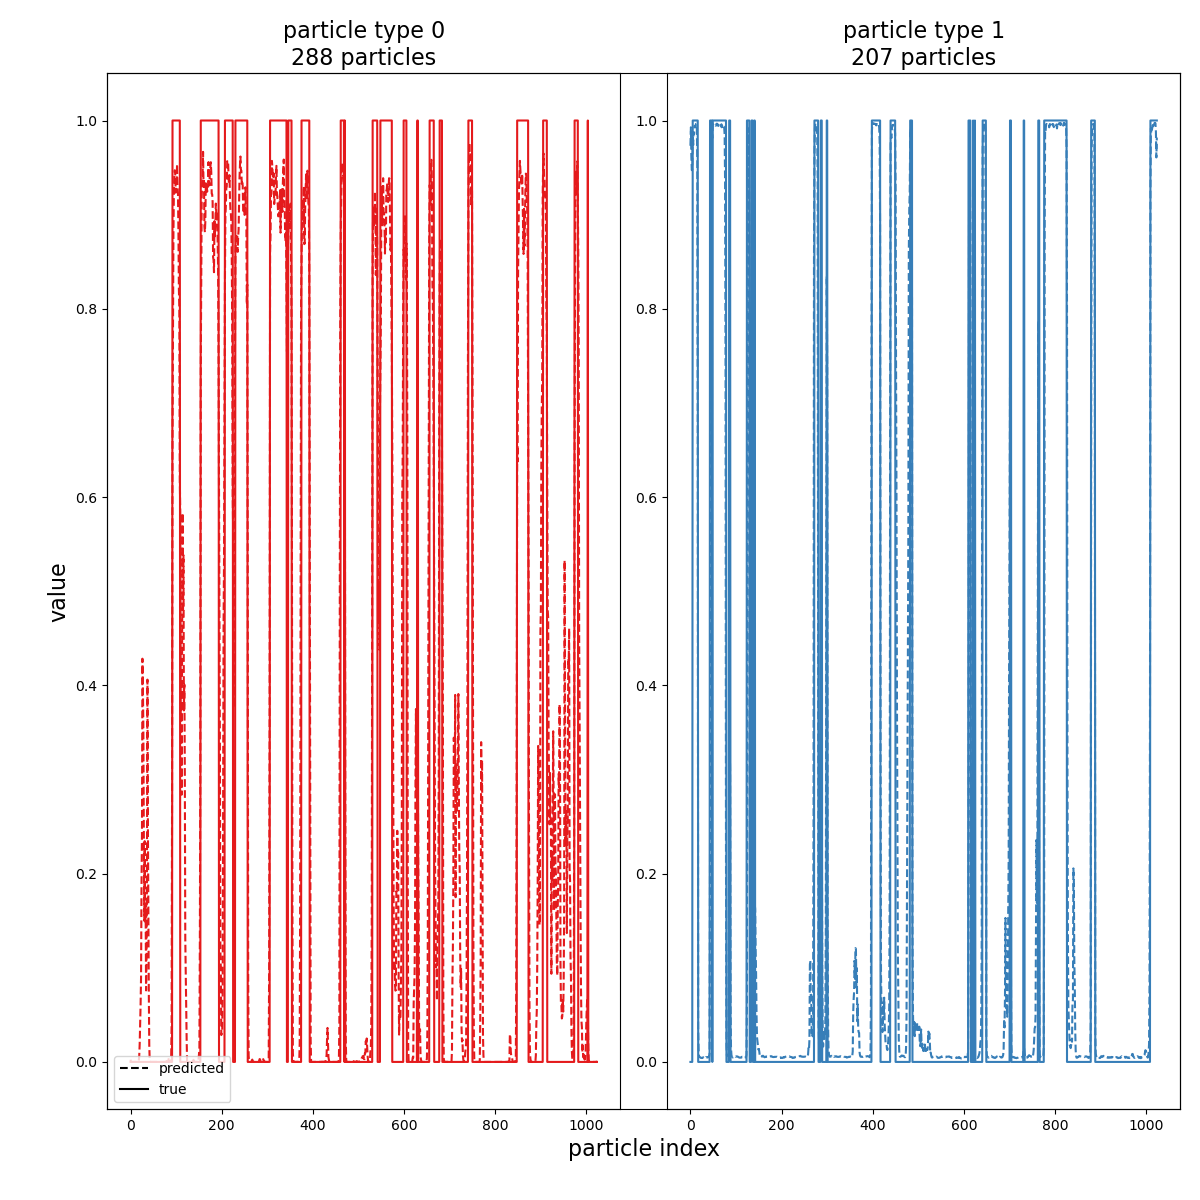 particle type 0
288 particles
particle type 1
207 particles
1.0
0.8
0.6
0.4
0.2
0.0
1.0
0.8
0.6
0.4
0.2
0.0
value
predicted
true
0 200 400 600 800 1000
0 200 400 600 800 1000
particle index